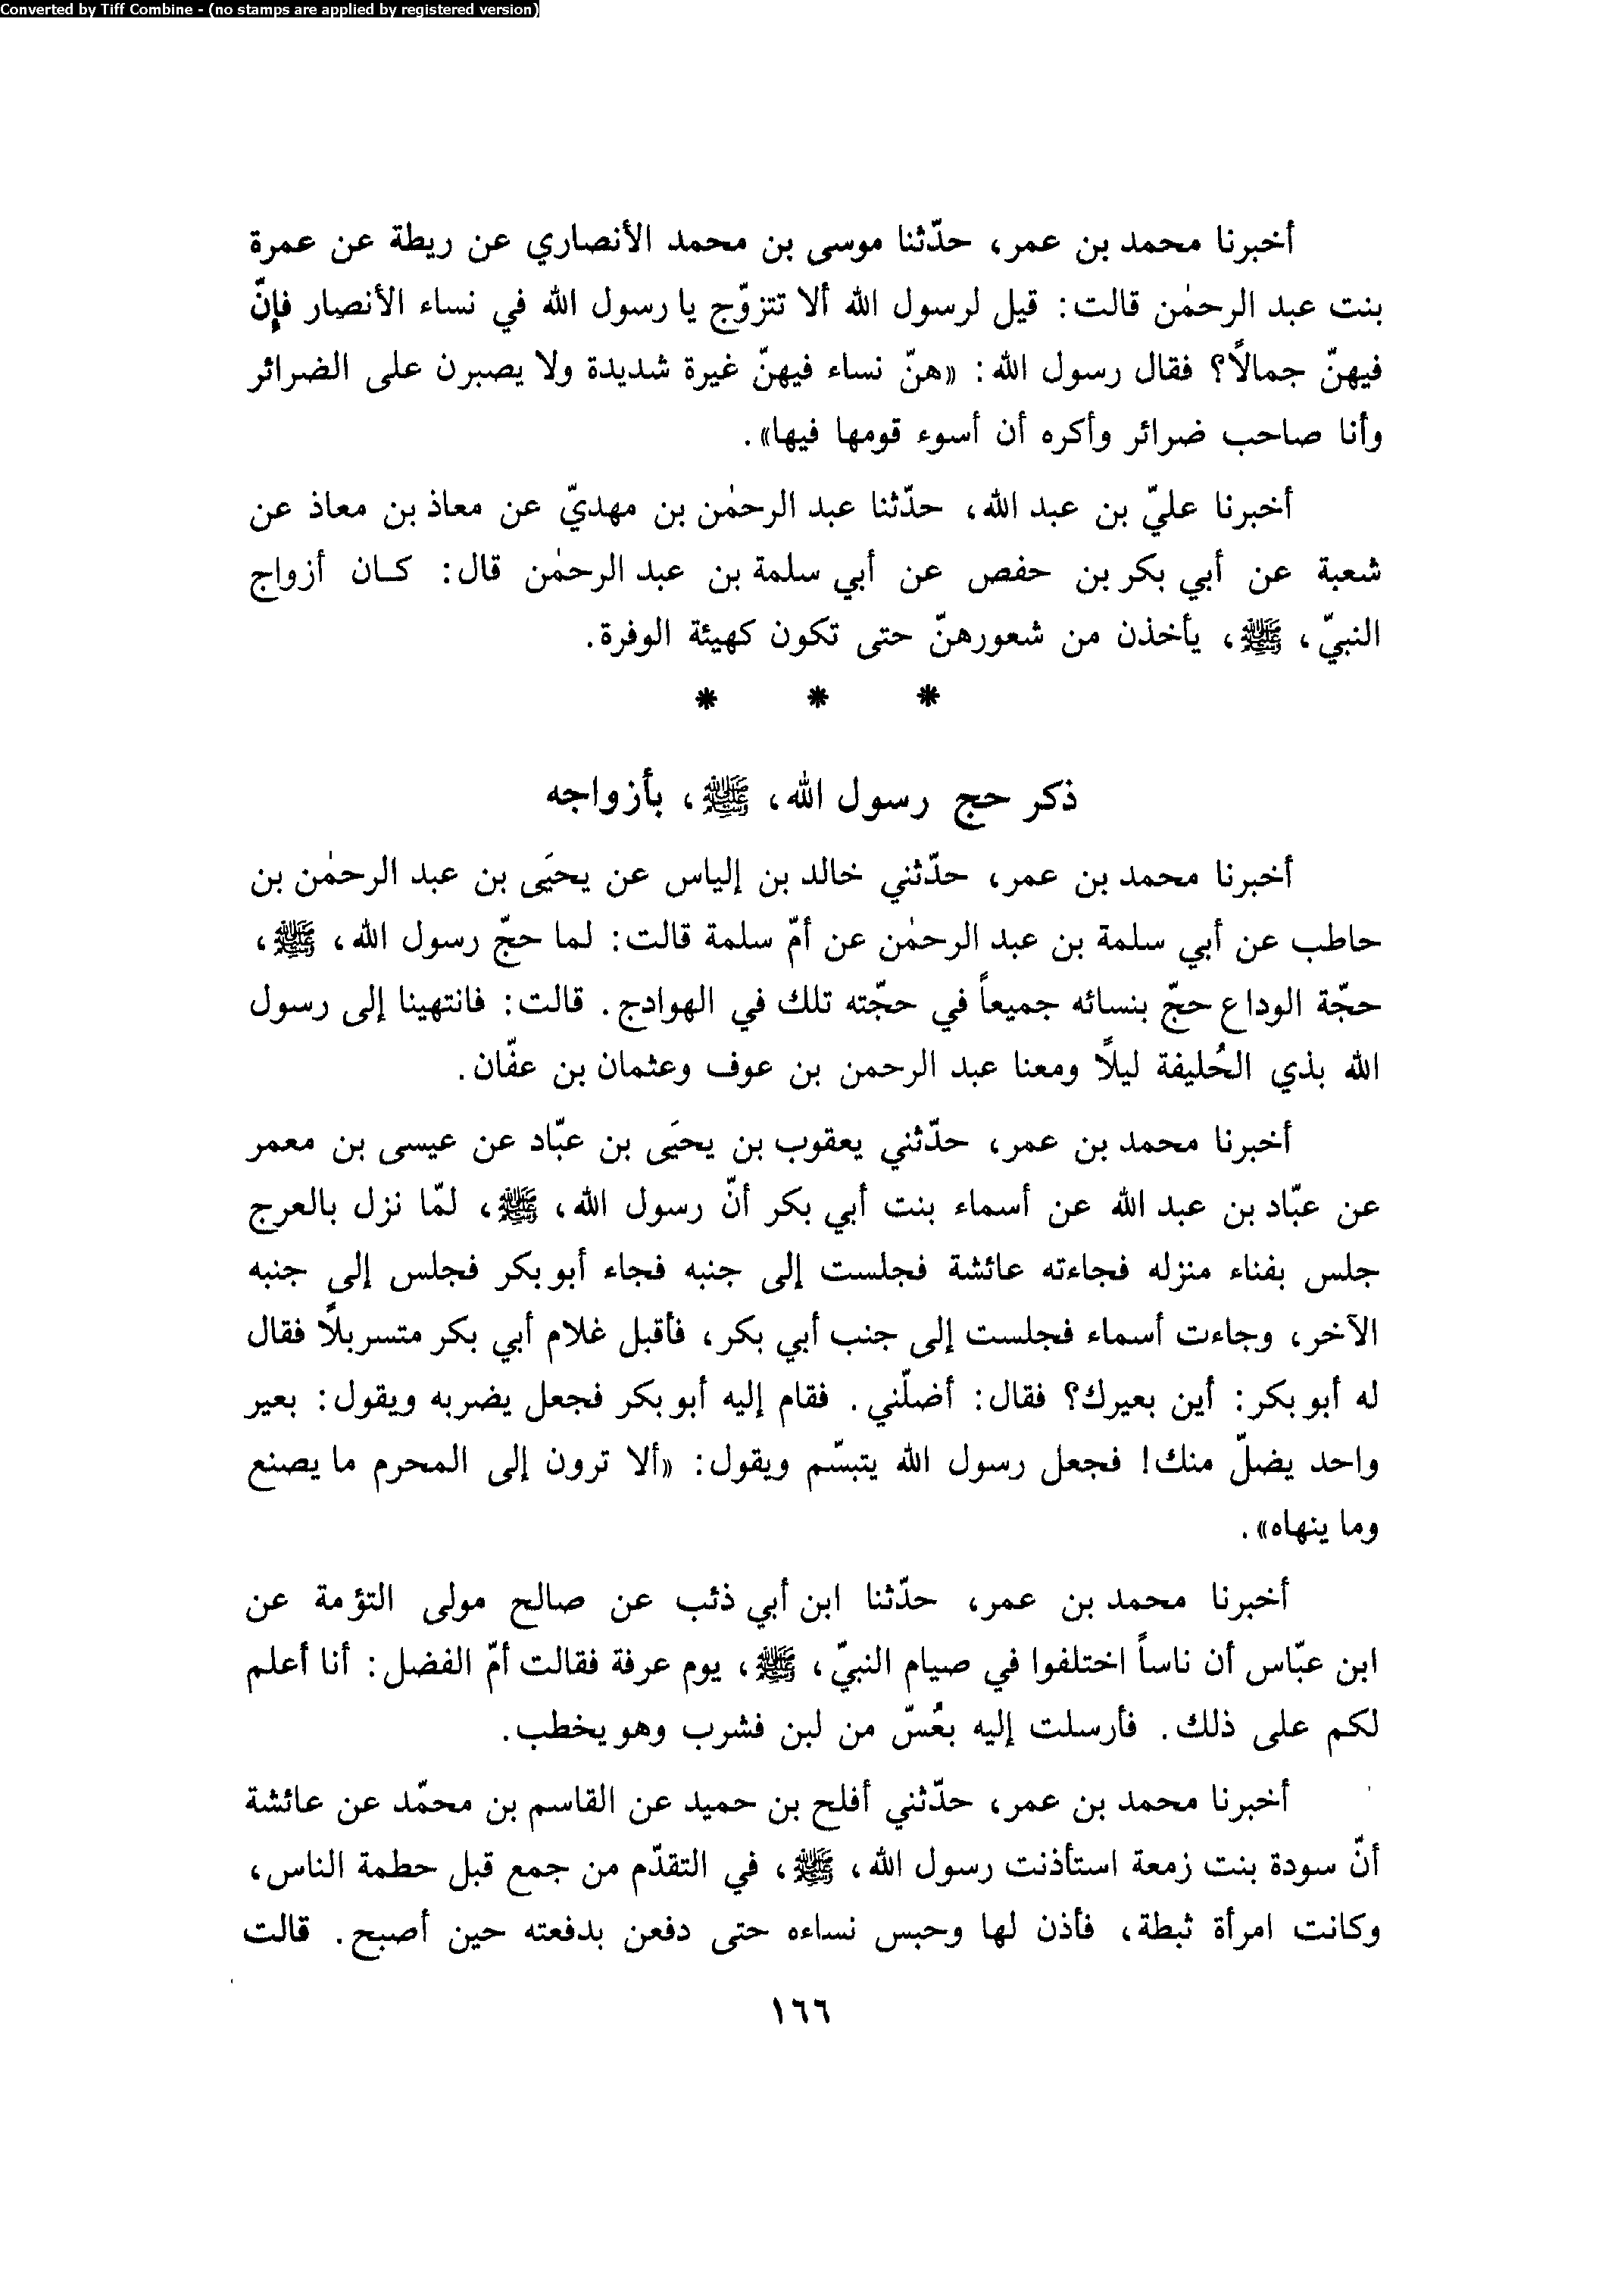 Converted by Tiff Combine - (no stamps are applied by registered version)
أخبرنا محمد بن عمر، حدّثنا موسى بن محمد الأنصاري عن ريطة عن عمرة
بنت عبد الرحمٰن قالت: قيل لرسول الله ألا تتزوّج يا رسول الله في نساء الأنصار فإنّ
فيهنّ جمالاً؟ فقال رسول الله: «هنّ نساء فيهنّ غيرة شديدة ولا يصبرن على الضرائر
وأنا صاحب ضرائر وأكره أن أسوء قومها فيها».
أخبرنا عليّ بن عبد الله، حدّثنا عبد الرحمٰن بن مهديّ عن معاذ بن معاذ عن
شعبة عن أبي بكر بن حفص عن أبي سلمة بن عبد الرحمٰن قال: كـان أزواج
النبيّ، ﷺ، يأخذن من شعورهنّ حتى تكون كهيئة الوفرة.
* * *
ذكر حج رسول الله، ﷺ، بأزواجه
أخبرنا محمد بن عمر، حدّثني خالد بن إلياس عن يحيَى بن عبد الرحمٰن بن
حاطب عن أبي سلمة بن عبد الرحمٰن عن أمّ سلمة قالت: لما حجّ رسول الله، ﷺ،
حجّة الوداع حجّ بنسائه جميعاً في حجّته تلك في الهوادج. قالت: فانتهينا إلى رسول
الله بذي الحُليفة ليلاً ومعنا عبد الرحمن بن عوف وعثمان بن عفّان.
أخبرنا محمد بن عمر، حدّثني يعقوب بن يحيَى بن عبّاد عن عيسى بن معمر
عن عبّاد بن عبد الله عن أسماء بنت أبي بكر أنّ رسول الله، ﷺ، لمّا نزل بالعرج
جلس بفناء منزله فجاءته عائشة فجلست إلى جنبه فجاء أبو بكر فجلس إلى جنبه
الآخر، وجاءت أسماء فجلست إلى جنب أبي بكر، فأقبل غلام أبي بكر متسربلاً فقال
له أبو بكر: أين بعيرك؟ فقال: أضلّني. فقام إليه أبو بكر فجعل يضربه ويقول: بعير
واحد يضلّ منك! فجعل رسول الله يتبسّم ويقول: «ألا ترون إلى المحرم ما يصنع
وما ينهاه».
أخبرنا محمد بن عمر، حدّثنا ابن أبي ذئب عن صالح مولى التؤمة عن
ابن عبّاس أن ناساً اختلفوا في صيام النبيّ، ﷺ، يوم عرفة فقالت أمّ الفضل: أنا أعلم
لكم على ذلك. فأرسلت إليه بعُسّ من لبن فشرب وهو يخطب.
أخبرنا محمد بن عمر، حدّثني أفلح بن حميد عن القاسم بن محمّد عن عائشة
أنّ سودة بنت زمعة استأذنت رسول الله، ﷺ، في التقدّم من جمع قبل حطمة الناس،
وكانت امرأة ثبطة، فأذن لها وحبس نساءه حتى دفعن بدفعته حين أصبح. قالت
١٦٦